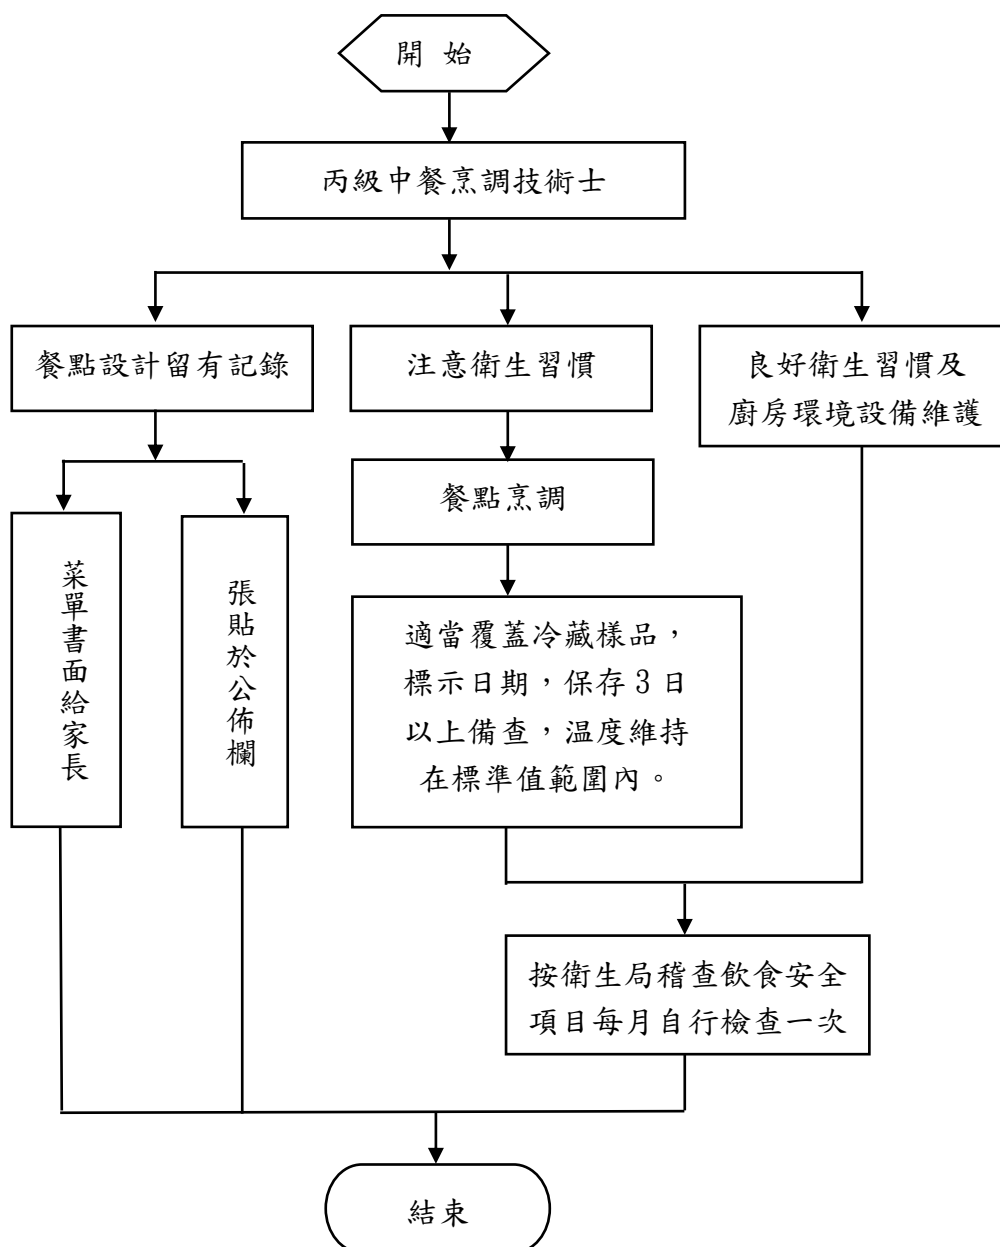 開 始
丙級中餐烹調技術士
餐點設計留有記錄
注意衛生習慣
良好衛生習慣及
廚房環境設備維護
餐點烹調
菜單書面給家長
張貼於公佈欄
適當覆蓋冷藏樣品，
標示日期，保存 3 日
以上備查，温度維持
在標準值範圍內。
按衛生局稽查飲食安全
項目每月自行檢查一次
結束